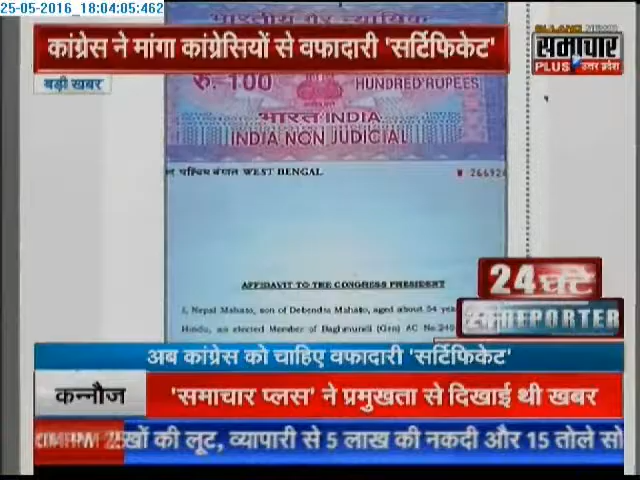 25-05-2016_18:04:05:462
भारतीय गैर न्यायिक
कांग्रेस ने मांगा कांग्रेसियों से वफादारी 'सर्टिफिकेट'
समाचार
PLUS उत्तर प्रदेश
बड़ी खबर
रु. 100 HUNDRED RUPEES
भारत INDIA
INDIA NON JUDICIAL
पश्चिम बंगाल WEST BENGAL
AFFIDAVIT TO THE CONGRESS PRESIDENT
I, Nepal Mahato, son of Debendra Mahato, aged about 54
Hindu, an elected Member of Baghmundi (Gen) AC No.
24 घंटे
REPORTER
अब कांग्रेस को चाहिए वफादारी 'सर्टिफिकेट'
कन्नौज
'समाचार प्लस' ने प्रमुखता से दिखाई थी खबर
खों की लूट, व्यापारी से 5 लाख की नकदी और 15 तोले सो